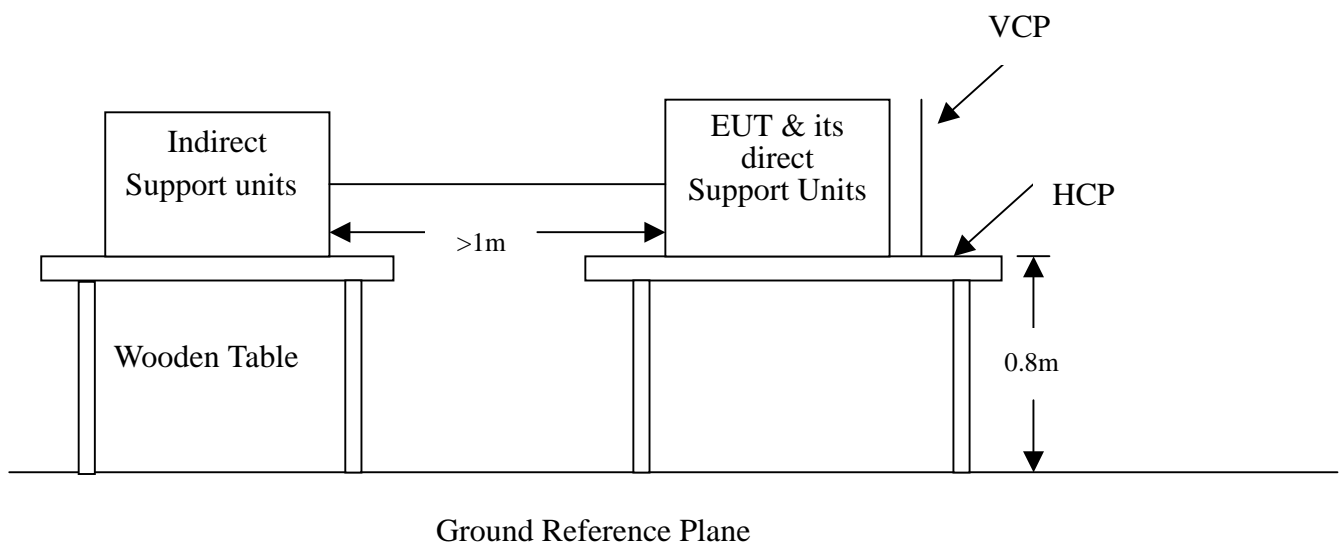 VCP
Indirect
Support units
EUT & its
direct
Support Units
HCP
>1m
Wooden Table
0.8m
Ground Reference Plane